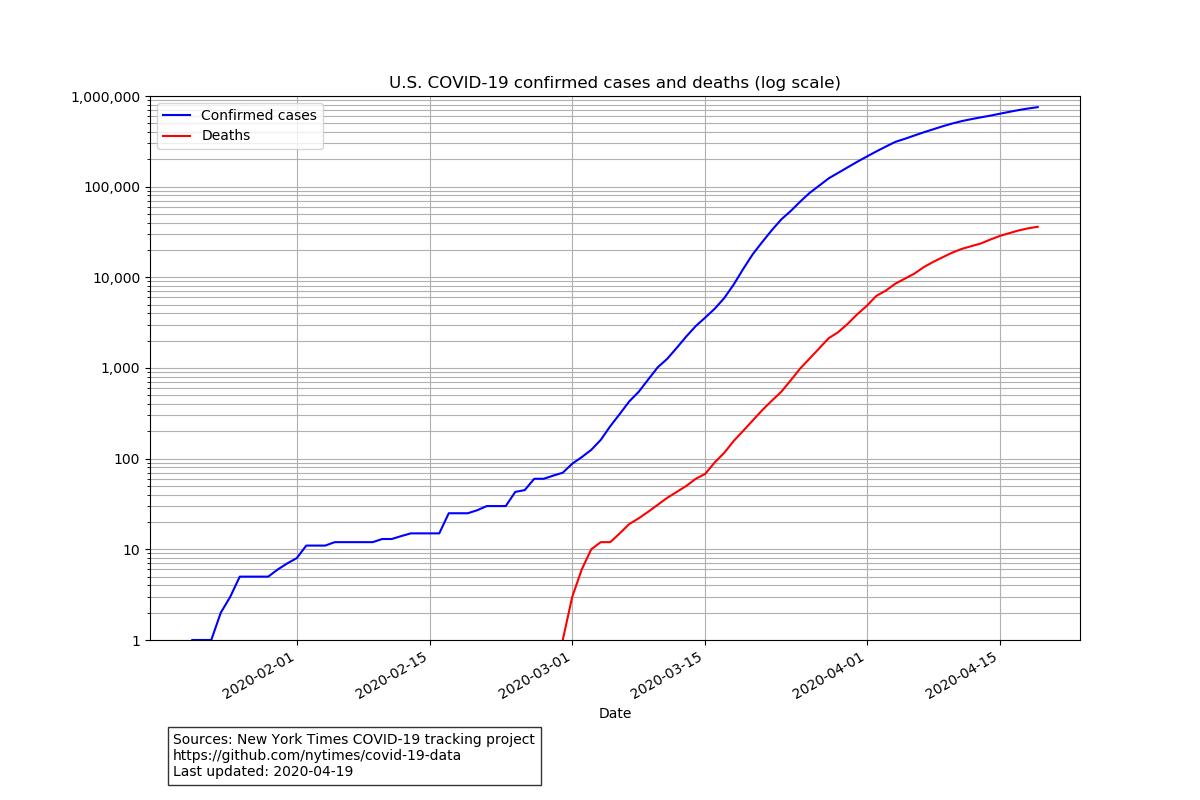 U.S. COVID-19 confirmed cases and deaths (log scale)
1,000,000
100,000
10,000
1,000
100
10
1
Confirmed cases
Deaths
2020-02-01
2020-02-15
2020-03-01
2020-03-15
2020-04-01
2020-04-15
Date
Sources: New York Times COVID-19 tracking project
https://github.com/nytimes/covid-19-data
Last updated: 2020-04-19